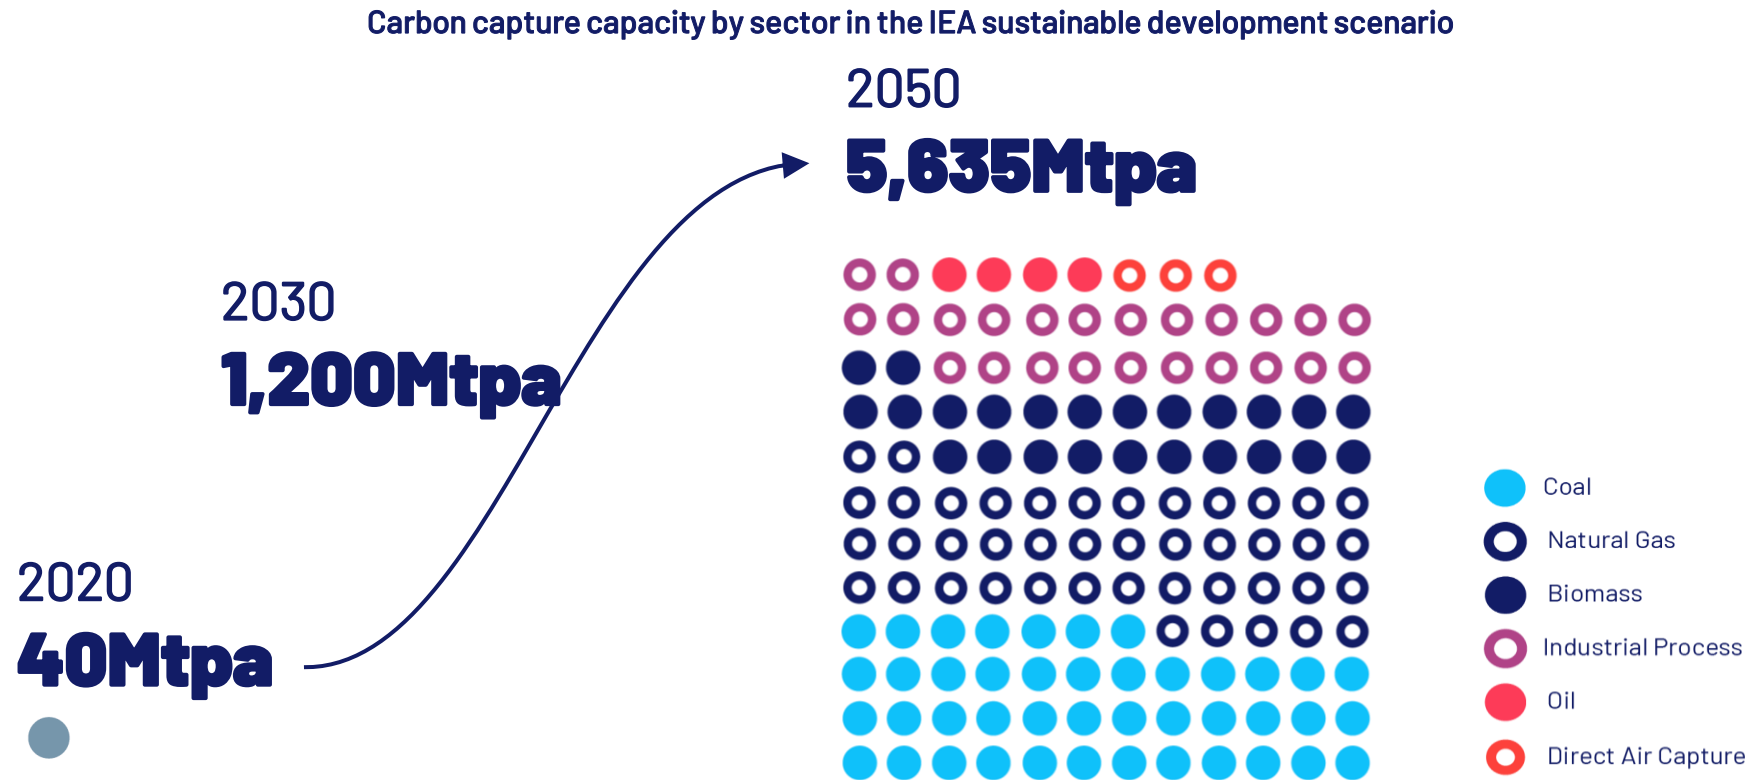 Carbon capture capacity by sector in the IEA sustainable development scenario
2050
5,635Mtpa
2030
1,200Mtpa
2020
40Mtpa
Coal
Natural Gas
Biomass
Industrial Process
Oil
Direct Air Capture